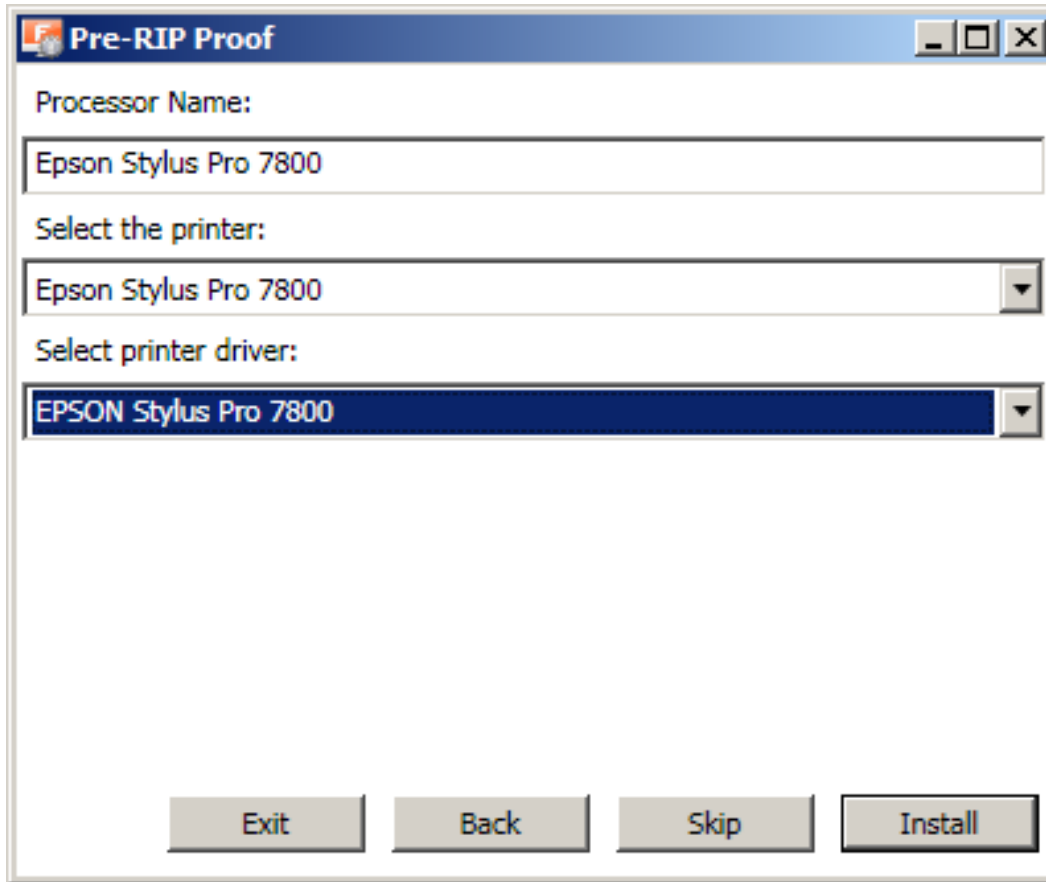 Pre-RIP Proof
Processor Name:
Epson Stylus Pro 7800
Select the printer:
Epson Stylus Pro 7800
Select printer driver:
EPSON Stylus Pro 7800
Exit Back Skip Install